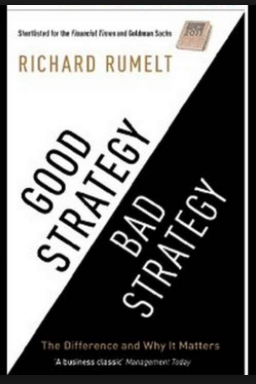 Shortlisted for the Financial Times and Goldman Sachs
RICHARD RUMELT
GOOD
STRATEGY
BAD
STRATEGY
The Difference and Why It Matters
'A business classic' Management Today